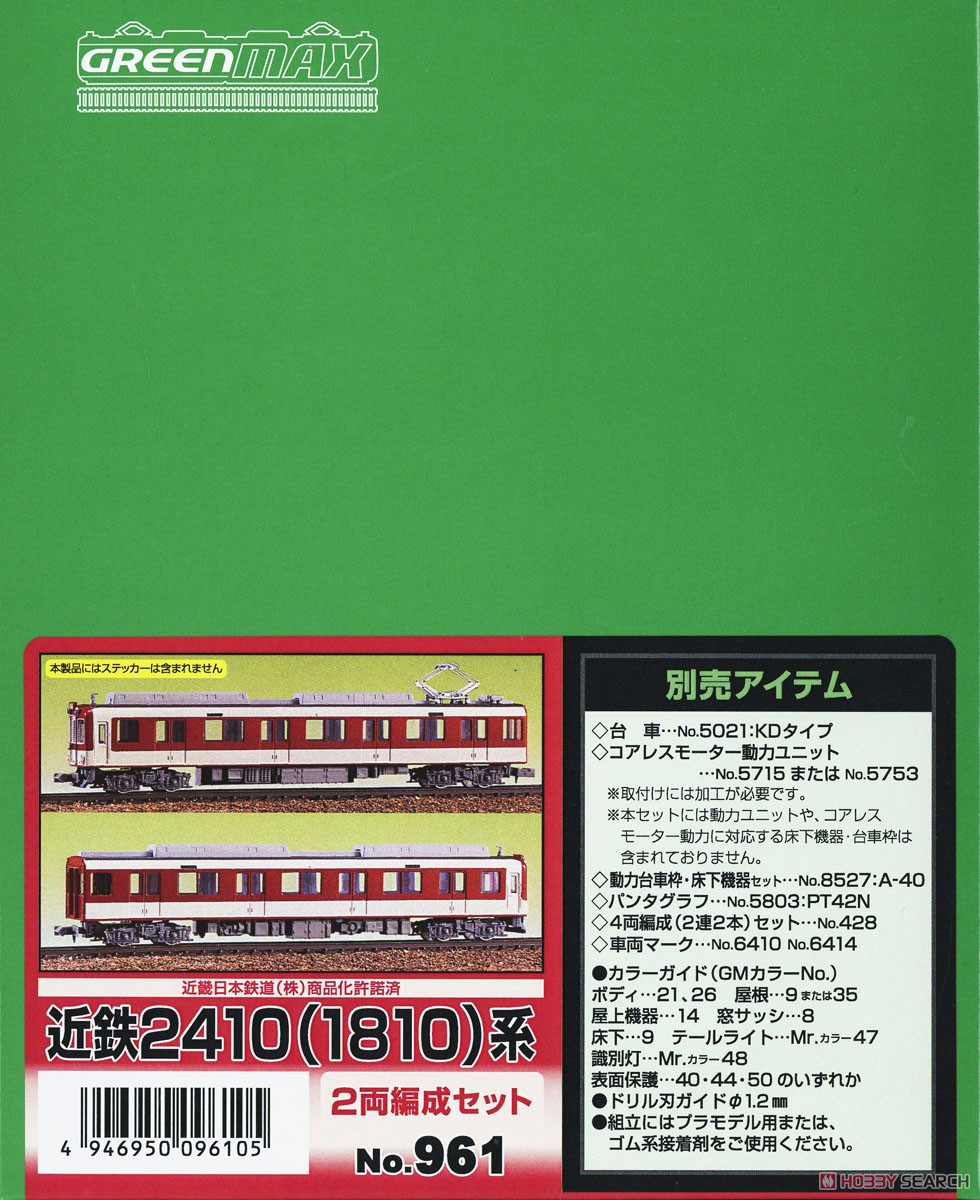 GREENMAX
本製品にはステッカーは含まれません
近畿日本鉄道(株)商品化許諾済
近鉄2410(1810)系
2両編成セット
No.961
4 946950 096105
別売アイテム
◇台　車…No.5021:KDタイプ
◇コアレスモーター動力ユニット
…No.5715 または No.5753
※取付けには加工が必要です。
※本セットには動力ユニットや、コアレス
モーター動力に対応する床下機器・台車枠は
含まれておりません。
◇動力台車枠・床下機器セット…No.8527:A-40
◇パンタグラフ…No.5803:PT42N
◇4両編成(2連2本)セット…No.428
◇車両マーク…No.6410 No.6414
●カラーガイド(GMカラーNo.)
ボディ…21、26　屋根…9または35
屋上機器…14　窓サッシ…8
床下…9　テールライト…Mr.カラー47
識別灯…Mr.カラー48
表面保護…40・44・50 のいずれか
●ドリル刃ガイドφ1.2㎜
●組立にはプラモデル用または、
ゴム系接着剤をご使用ください。
HOBBY SEARCH